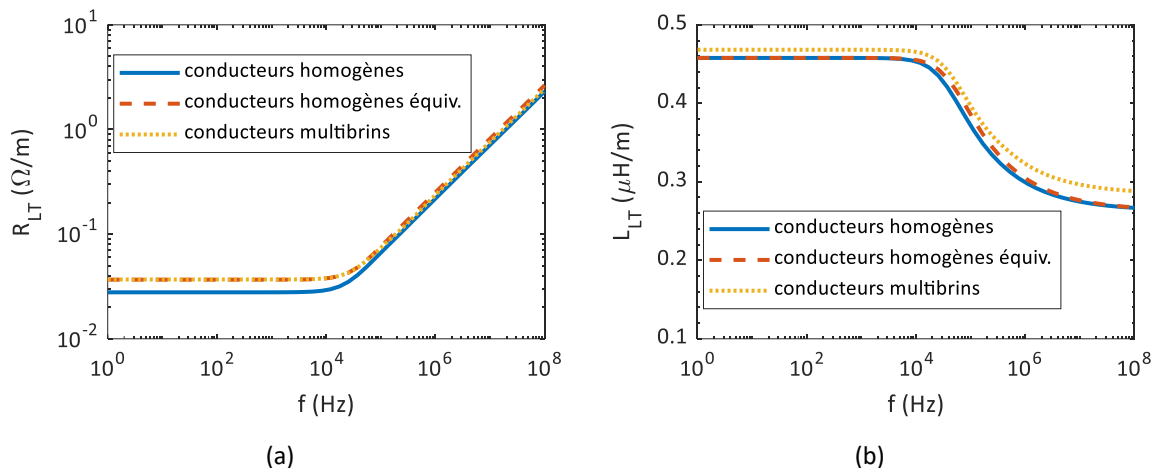 10^1
10^0
10^-1
10^-2
R_LT (Ω/m)
conducteurs homogènes
conducteurs homogènes équiv.
conducteurs multibrins
10^0 10^2 10^4 10^6 10^8
f (Hz)
(a)
0.5
0.4
0.3
0.2
0.1
L_LT (μH/m)
conducteurs homogènes
conducteurs homogènes équiv.
conducteurs multibrins
10^0 10^2 10^4 10^6 10^8
f (Hz)
(b)